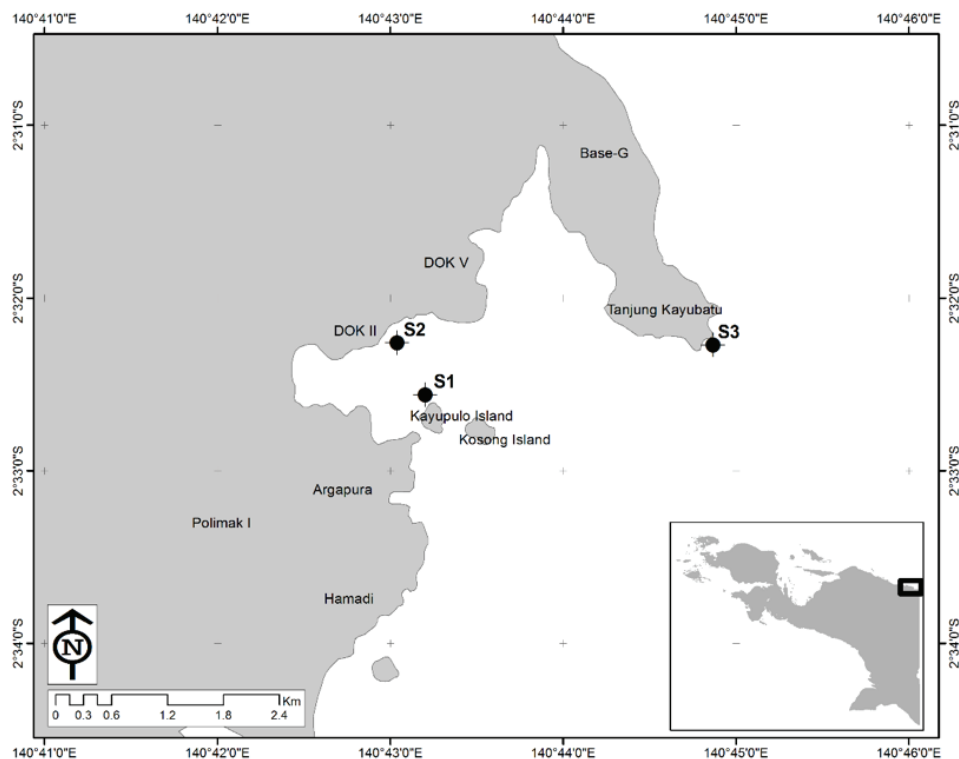 140°41'0"E 140°42'0"E 140°43'0"E 140°44'0"E 140°45'0"E 140°46'0"E
2°31'0"S 2°31'0"S
Base-G
DOK V
2°32'0"S 2°32'0"S
Tanjung Kayubatu
DOK II S2 S3
S1
Kayupulo Island
Kosong Island
2°33'0"S 2°33'0"S
Argapura
Polimak I
Hamadi
2°34'0"S 2°34'0"S
N
Km
0 0.3 0.6 1.2 1.8 2.4
140°41'0"E 140°42'0"E 140°43'0"E 140°44'0"E 140°45'0"E 140°46'0"E